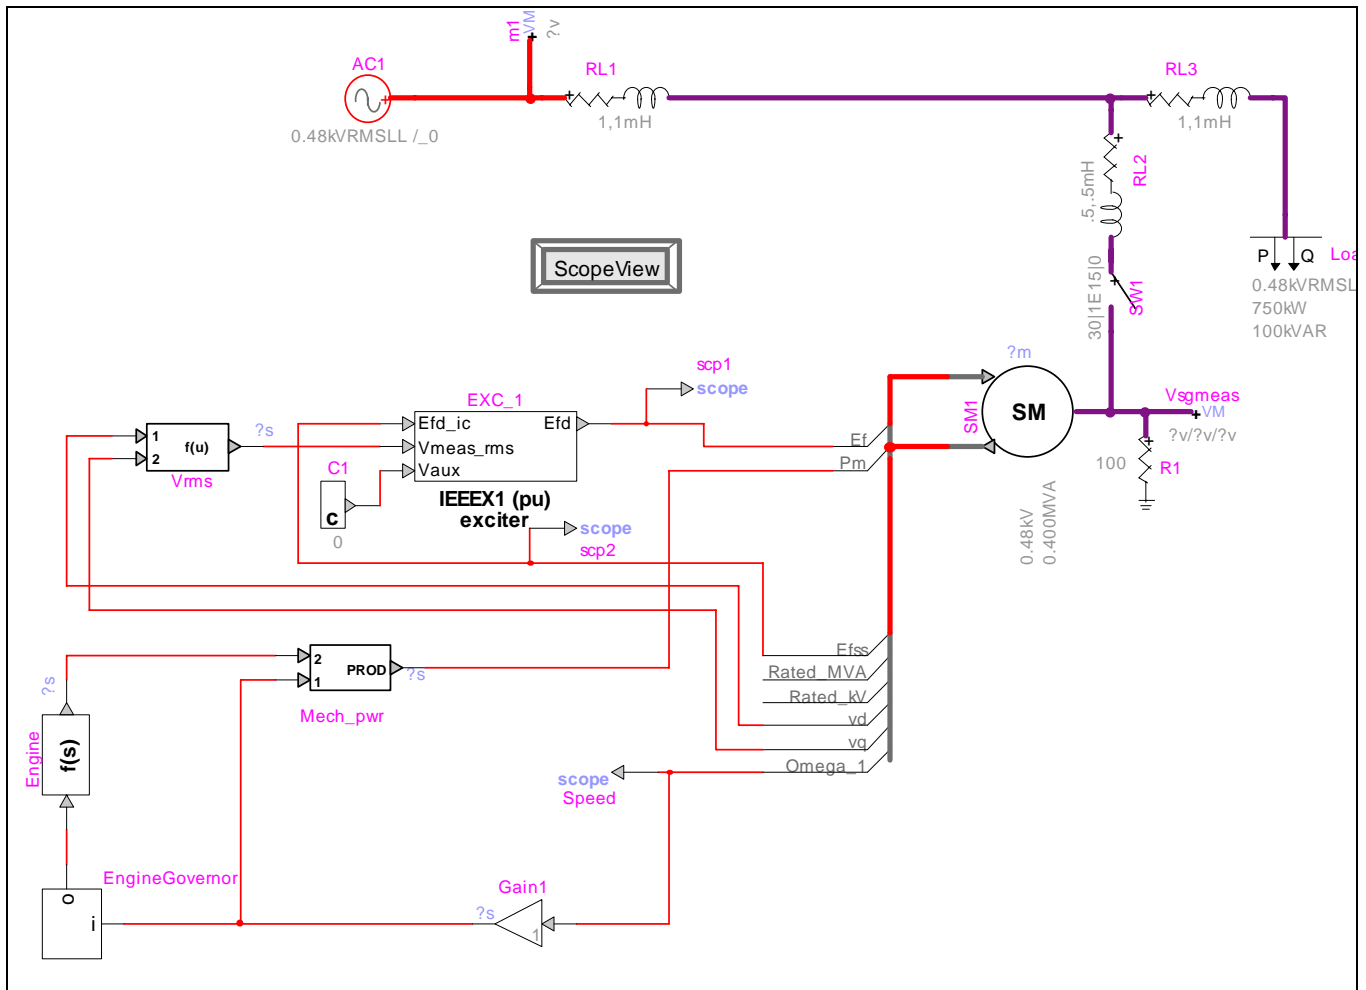 m1
VM
?v
AC1
0.48kVRMSLL /_0
RL1
1,1mH
RL3
1,1mH
RL2
.5,.5mH
SW1
30|1E15|0
P
Q
Loa
0.48kVRMSL
750kW
100kVAR
ScopeView
?m
SM
SM1
0.48kV
0.400MVA
Vsgmeas
VM
?v/?v/?v
100
R1
scp1
scope
EXC_1
Efd_ic
Efd
Vmeas_rms
Vaux
IEEEX1 (pu)
exciter
1
2
f(u)
?s
Vrms
C1
c
0
scope
scp2
Ef
Pm
2
1
PROD
?s
Mech_pwr
Efss
Rated_MVA
Rated_kV
vd
vq
Omega_1
?s
Engine
f(s)
scope
Speed
EngineGovernor
o
i
Gain1
?s
1